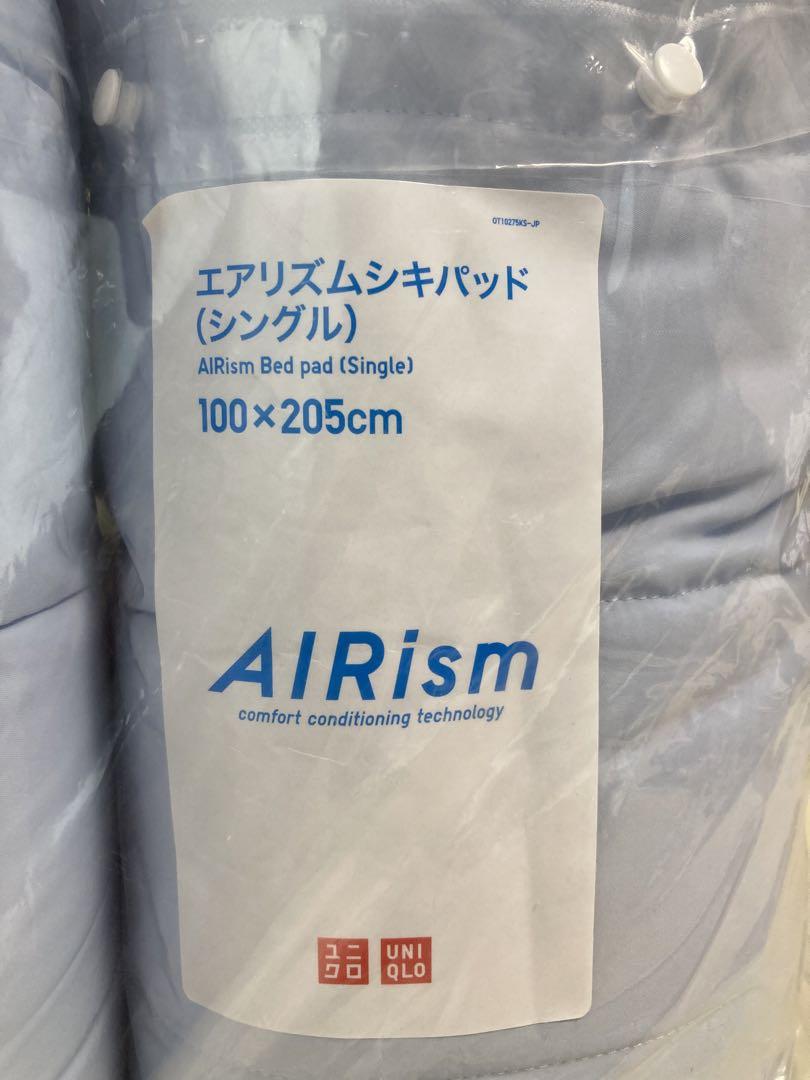 OT10275KS-JP
エアリズムシキパッド
(シングル)
AIRism Bed pad (Single)
100×205cm
AIRism
comfort conditioning technology
ユニ UNI
クロ QLO